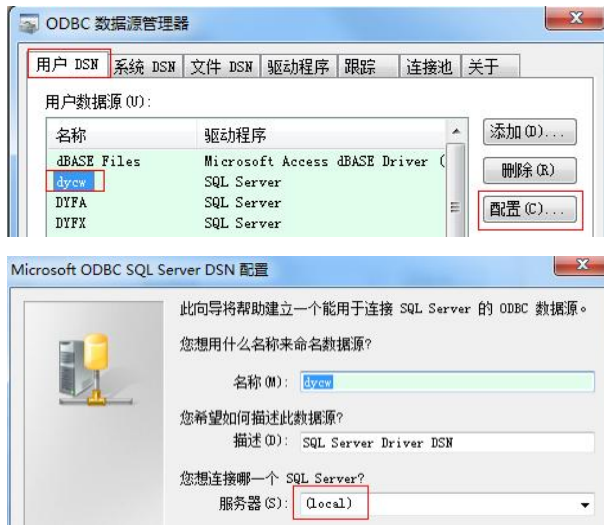 ODBC 数据源管理器
用户 DSN 系统 DSN 文件 DSN 驱动程序 跟踪 连接池 关于
用户数据源(U):
名称 驱动程序 添加(D)...
dBASE Files Microsoft Access dBASE Driver ( 删除(R)
dycw SQL Server
DYFA SQL Server 配置(C)...
DYFX SQL Server
Microsoft ODBC SQL Server DSN 配置
此向导将帮助建立一个能用于连接 SQL Server 的 ODBC 数据源。
您想用什么名称来命名数据源?
名称(M): dycw
您希望如何描述此数据源?
描述(D): SQL Server Driver DSN
您想连接哪一个 SQL Server?
服务器(S): (local)